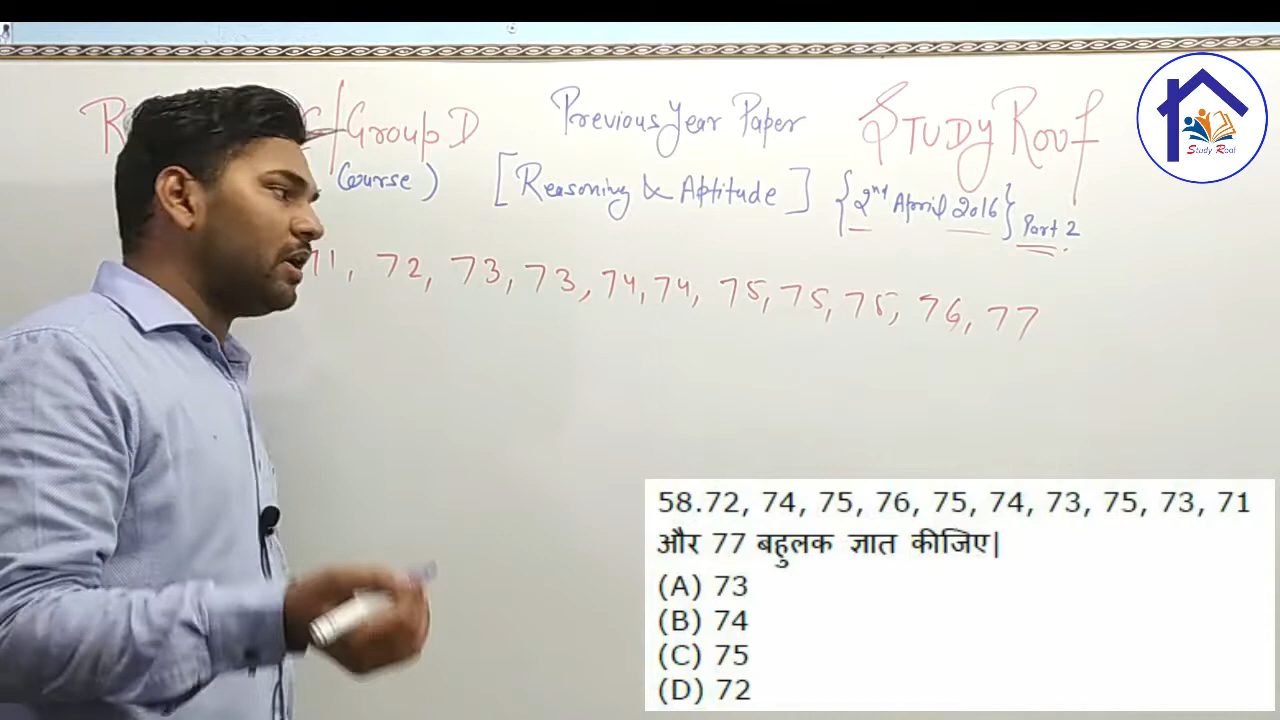 Group D Previous Year Paper STUDY ROOF
Course) [Reasoning & Aptitude] {2nd April 2016} Part 2
71, 72, 73, 73, 74, 74, 75, 75, 75, 76, 77
Study Roof
58.72, 74, 75, 76, 75, 74, 73, 75, 73, 71
और 77 बहुलक ज्ञात कीजिए|
(A) 73
(B) 74
(C) 75
(D) 72